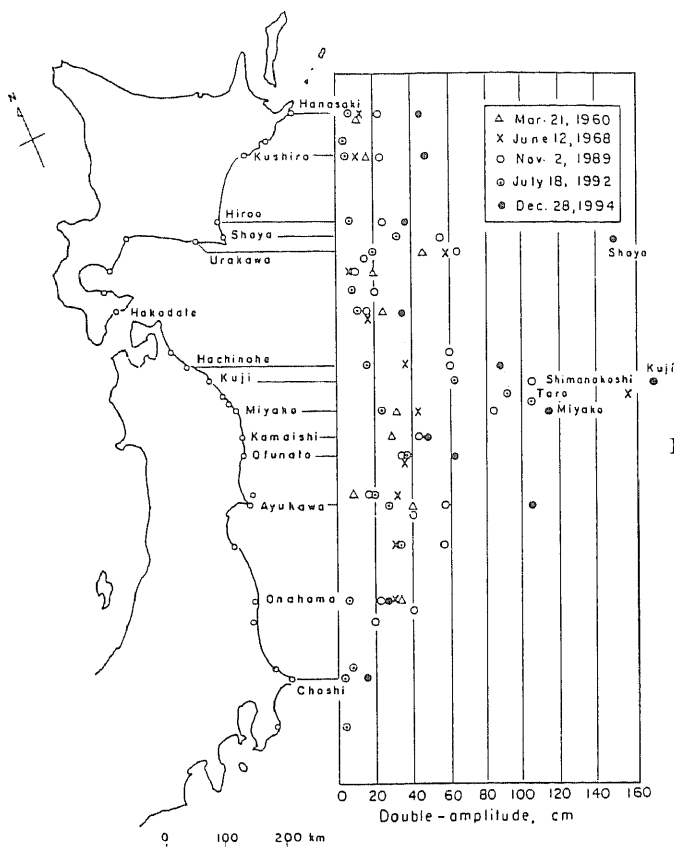 N
Hanasaki
Kushiro
Hiroo
Shoya
Urakawa
Hakodate
Hachinohe
Kuji
Miyako
Kamaishi
Ofunato
Ayukawa
Onahama
Choshi
△ Mar. 21, 1960
× June 12, 1968
○ Nov. 2, 1989
⊙ July 18, 1992
● Dec. 28, 1994
Shoya
Kuji
Shimanokoshi
Taro
Miyako
0 20 40 60 80 100 120 140 160
Double-amplitude, cm
0 100 200 km